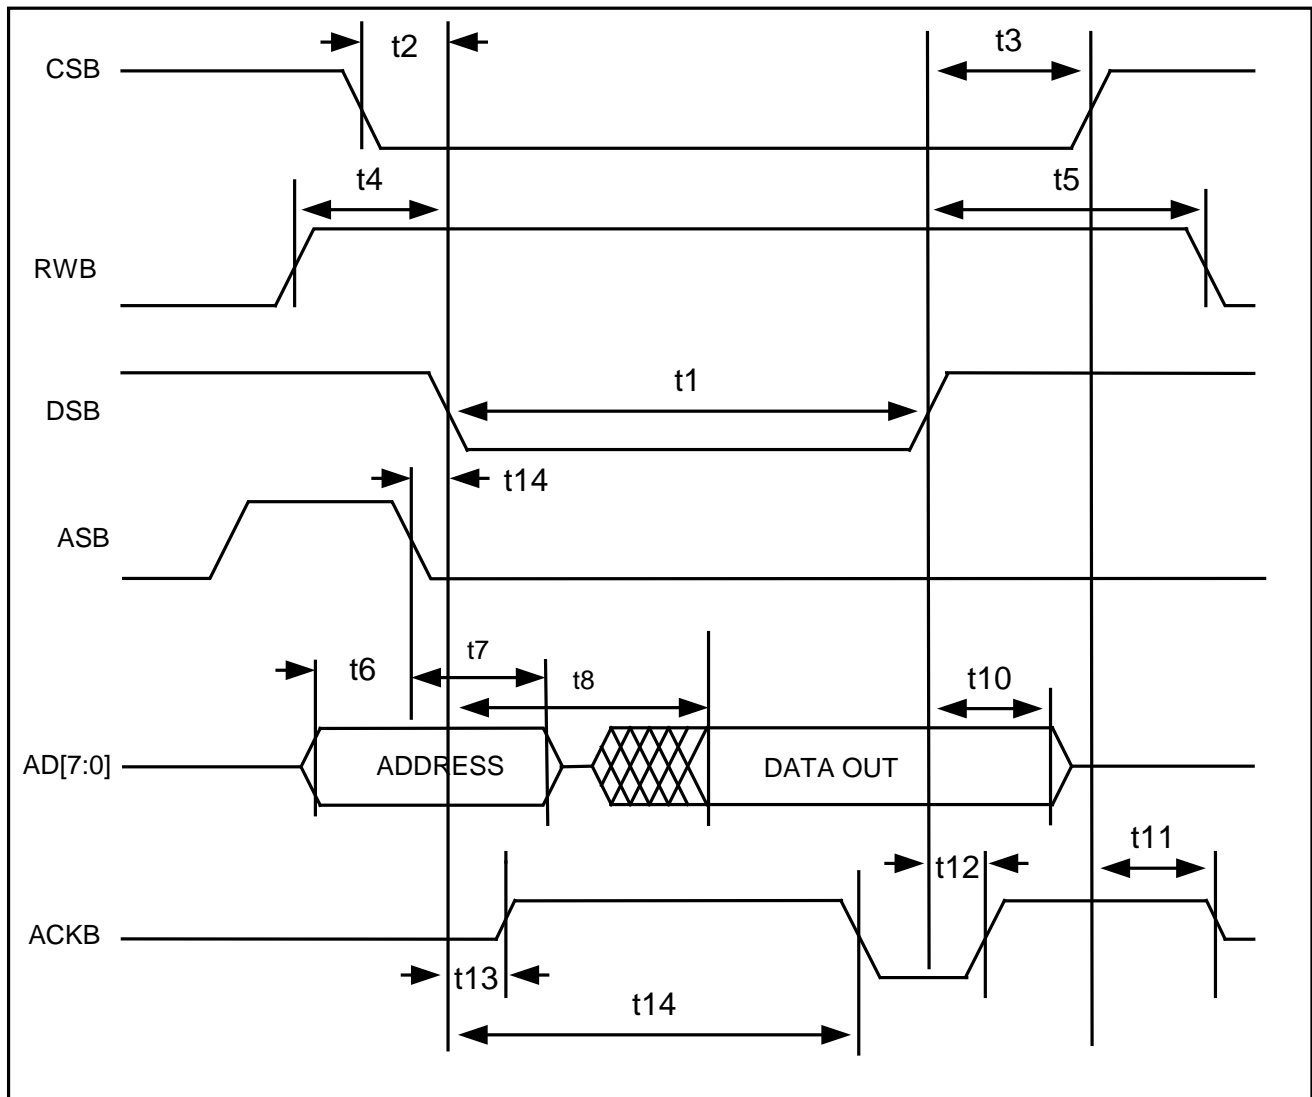 t2
t3
CSB
t4
t5
RWB
t1
DSB
t14
ASB
t6
t7
t8
t10
AD[7:0]
ADDRESS
DATA OUT
t11
t12
ACKB
t13
t14